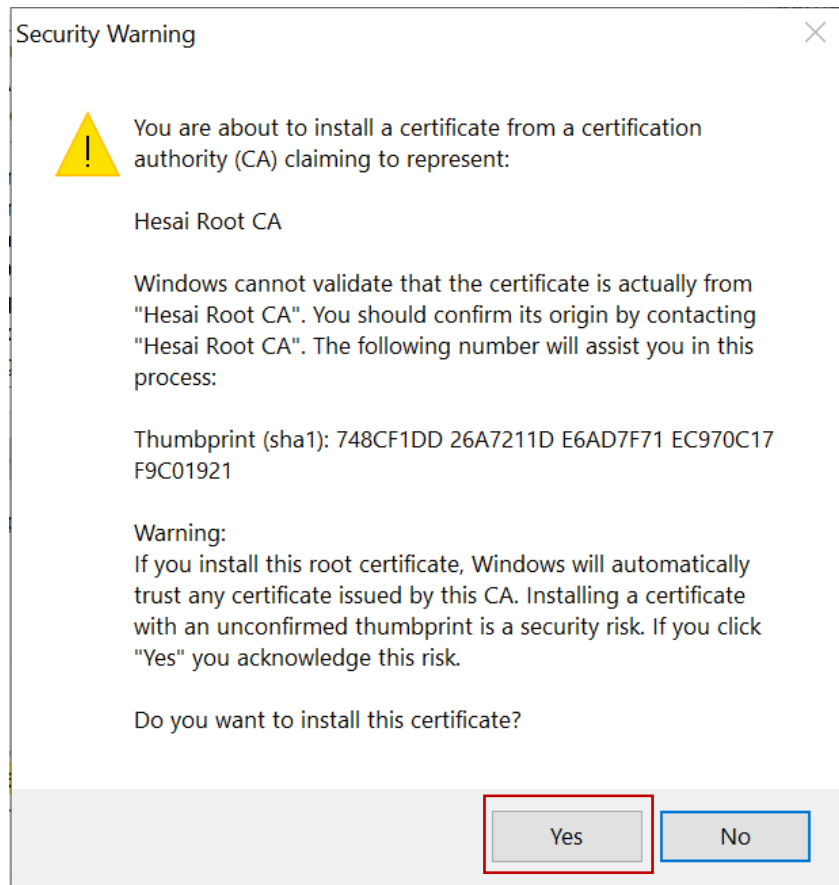 Security Warning
You are about to install a certificate from a certification
authority (CA) claiming to represent:
Hesai Root CA
Windows cannot validate that the certificate is actually from
"Hesai Root CA". You should confirm its origin by contacting
"Hesai Root CA". The following number will assist you in this
process:
Thumbprint (sha1): 748CF1DD 26A7211D E6AD7F71 EC970C17
F9C01921
Warning:
If you install this root certificate, Windows will automatically
trust any certificate issued by this CA. Installing a certificate
with an unconfirmed thumbprint is a security risk. If you click
"Yes" you acknowledge this risk.
Do you want to install this certificate?
Yes
No